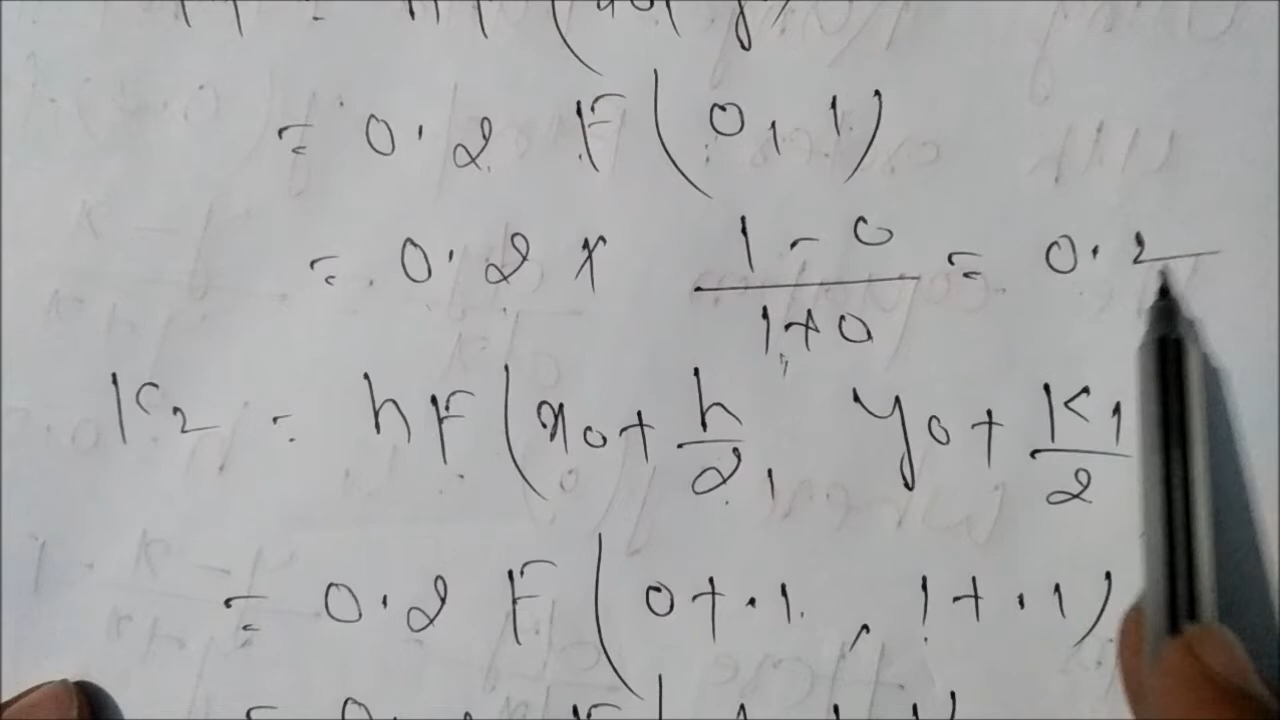 = 0.2 F(0, 1)
= 0.2 × (1 - 0)/(1 + 0) = 0.2
K2 = hF(x0 + h/2, y0 + K1/2
= 0.2 F(0+.1, 1+.1)